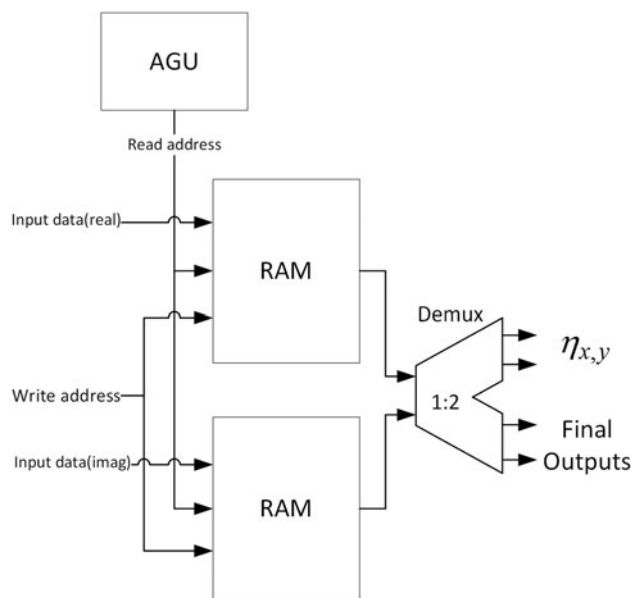 AGU
Read address
Input data(real)
RAM
Demux
ηx,y
Write address
1:2
Final
Input data(imag)
Outputs
RAM